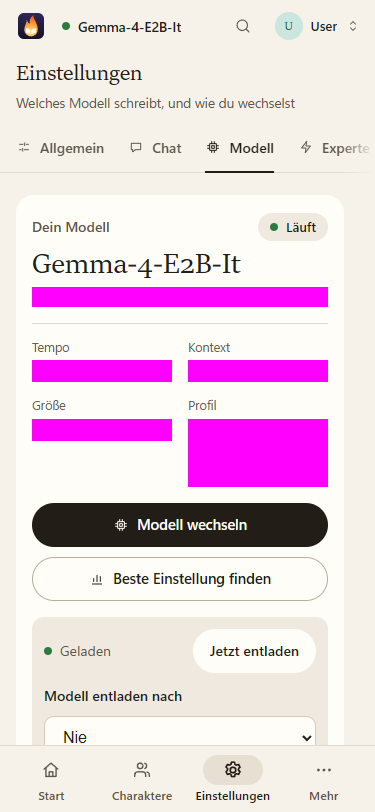 Gemma-4-E2B-It
U
User
Einstellungen
Welches Modell schreibt, und wie du wechselst
Allgemein
Chat
Modell
Experte
Dein Modell
Läuft
Gemma-4-E2B-It
Tempo
Kontext
Größe
Profil
Modell wechseln
Beste Einstellung finden
Geladen
Jetzt entladen
Modell entladen nach
Nie
Start
Charaktere
Einstellungen
Mehr